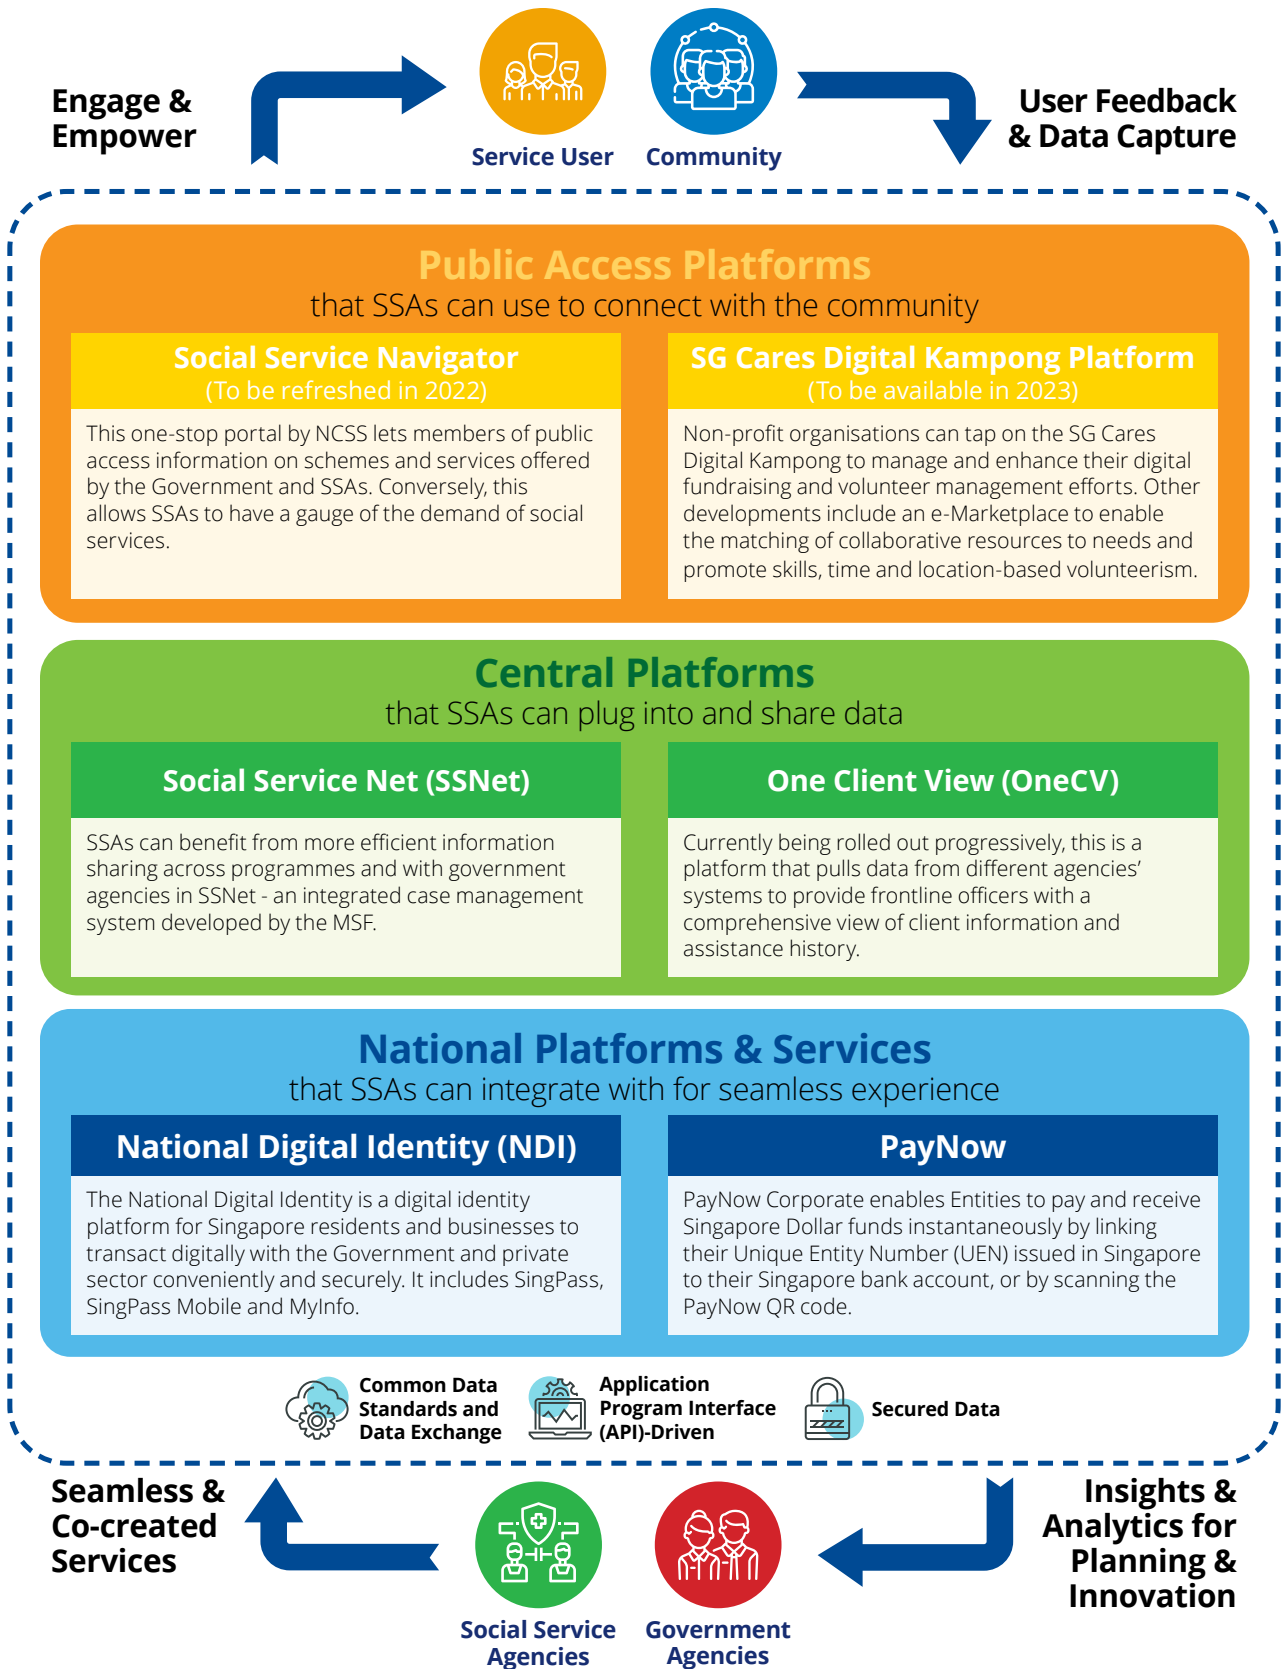 Engage &
Empower
Service User
Community
User Feedback
& Data Capture
Public Access Platforms
that SSAs can use to connect with the community
Social Service Navigator
(To be refreshed in 2022)
This one-stop portal by NCSS lets members of public
access information on schemes and services offered
by the Government and SSAs. Conversely, this
allows SSAs to have a gauge of the demand of social
services.
SG Cares Digital Kampong Platform
(To be available in 2023)
Non-profit organisations can tap on the SG Cares
Digital Kampong to manage and enhance their digital
fundraising and volunteer management efforts. Other
developments include an e-Marketplace to enable
the matching of collaborative resources to needs and
promote skills, time and location-based volunteerism.
Central Platforms
that SSAs can plug into and share data
Social Service Net (SSNet)
SSAs can benefit from more efficient information
sharing across programmes and with government
agencies in SSNet - an integrated case management
system developed by the MSF.
One Client View (OneCV)
Currently being rolled out progressively, this is a
platform that pulls data from different agencies’
systems to provide frontline officers with a
comprehensive view of client information and
assistance history.
National Platforms & Services
that SSAs can integrate with for seamless experience
National Digital Identity (NDI)
The National Digital Identity is a digital identity
platform for Singapore residents and businesses to
transact digitally with the Government and private
sector conveniently and securely. It includes SingPass,
SingPass Mobile and MyInfo.
PayNow
PayNow Corporate enables Entities to pay and receive
Singapore Dollar funds instantaneously by linking
their Unique Entity Number (UEN) issued in Singapore
to their Singapore bank account, or by scanning the
PayNow QR code.
Common Data
Standards and
Data Exchange
Application
Program Interface
(API)-Driven
Secured Data
Seamless &
Co-created
Services
Social Service
Agencies
Government
Agencies
Insights &
Analytics for
Planning &
Innovation